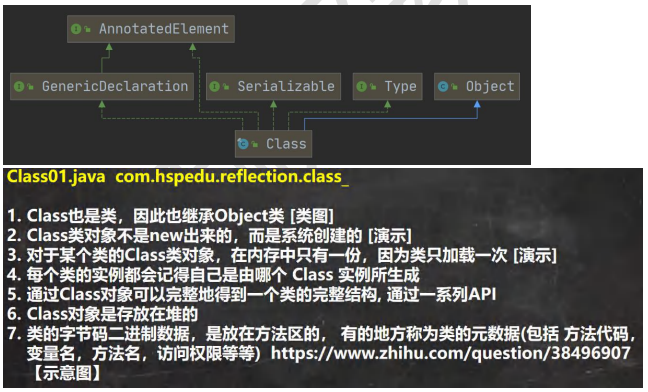 AnnotatedElement
GenericDeclaration Serializable Type Object
Class
Class01.java com.hspedu.reflection.class_
1. Class也是类，因此也继承Object类 [类图]
2. Class类对象不是new出来的，而是系统创建的 [演示]
3. 对于某个类的Class类对象，在内存中只有一份，因为类只加载一次 [演示]
4. 每个类的实例都会记得自己是由哪个 Class 实例所生成
5. 通过Class对象可以完整地得到一个类的完整结构, 通过一系列API
6. Class对象是存放在堆的
7. 类的字节码二进制数据，是放在方法区的， 有的地方称为类的元数据(包括 方法代码，
变量名，方法名，访问权限等等) https://www.zhihu.com/question/38496907
【示意图】